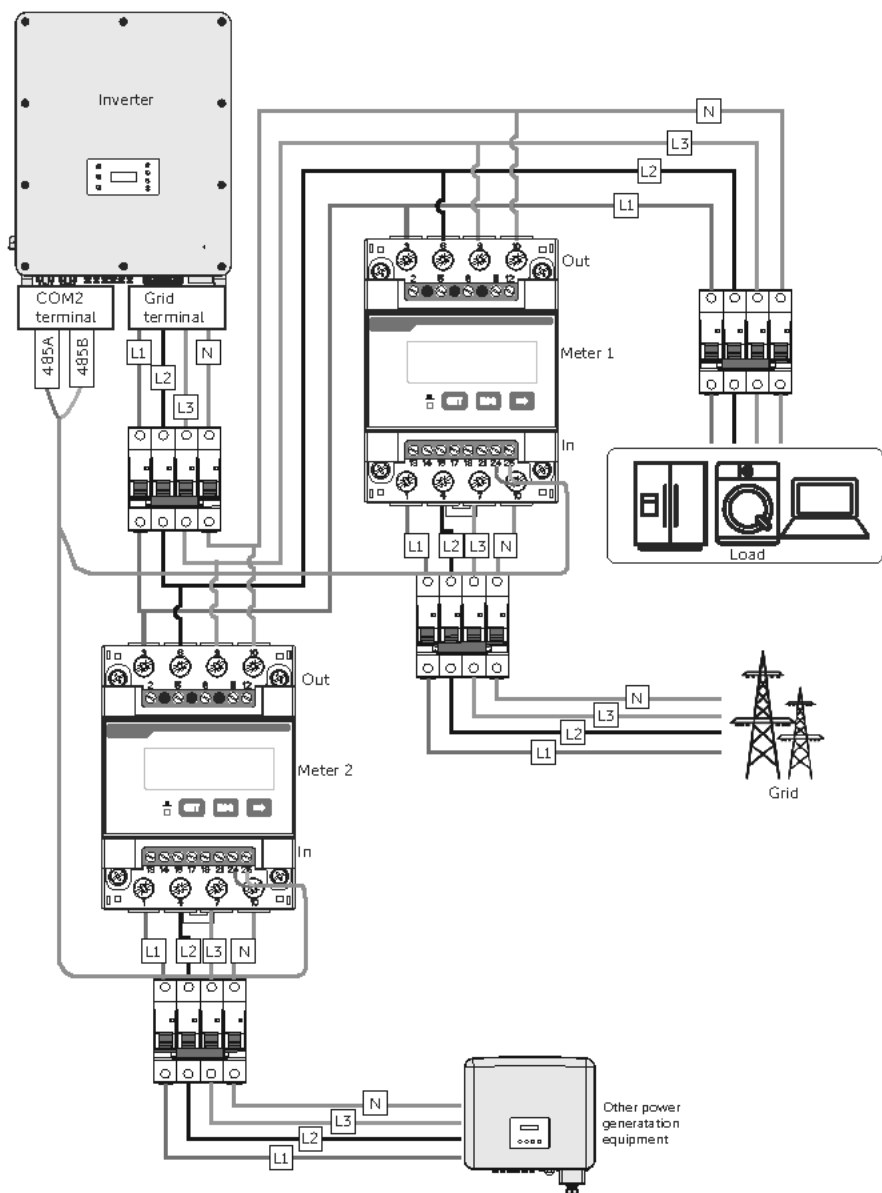 Inverter
COM2
terminal
Grid
terminal
485A
485B
L1
L2
L3
N
N
L3
L2
L1
3
6
9
10
Out
2
5
8
12
Meter 1
In
13
14
16
17
18
21
24
25
1
4
7
10
L1
L2
L3
N
Load
3
6
9
10
Out
2
5
8
12
Meter 2
In
13
14
16
17
18
21
24
25
1
4
7
10
L1
L2
L3
N
N
L3
L2
L1
Grid
N
L3
L2
L1
Other power
generatation
equipment